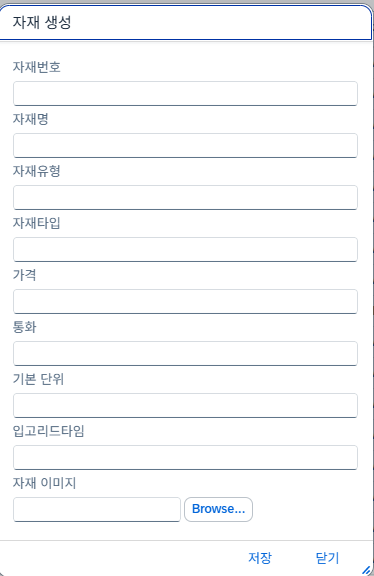 자재 생성
자재번호
자재명
자재유형
자재타입
가격
통화
기본 단위
입고리드타임
자재 이미지
Browse...
저장 닫기